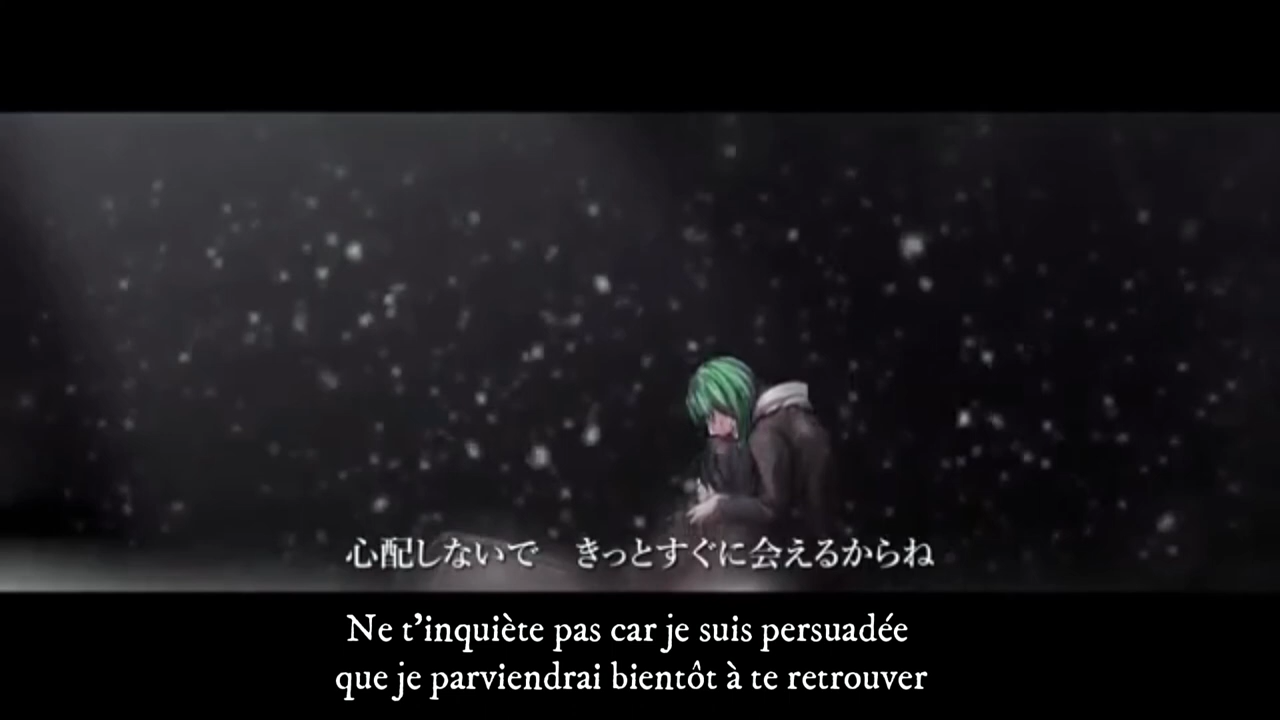 心配しないで　きっとすぐに会えるからね
Ne t'inquiète pas car je suis persuadée
que je parviendrai bientôt à te retrouver